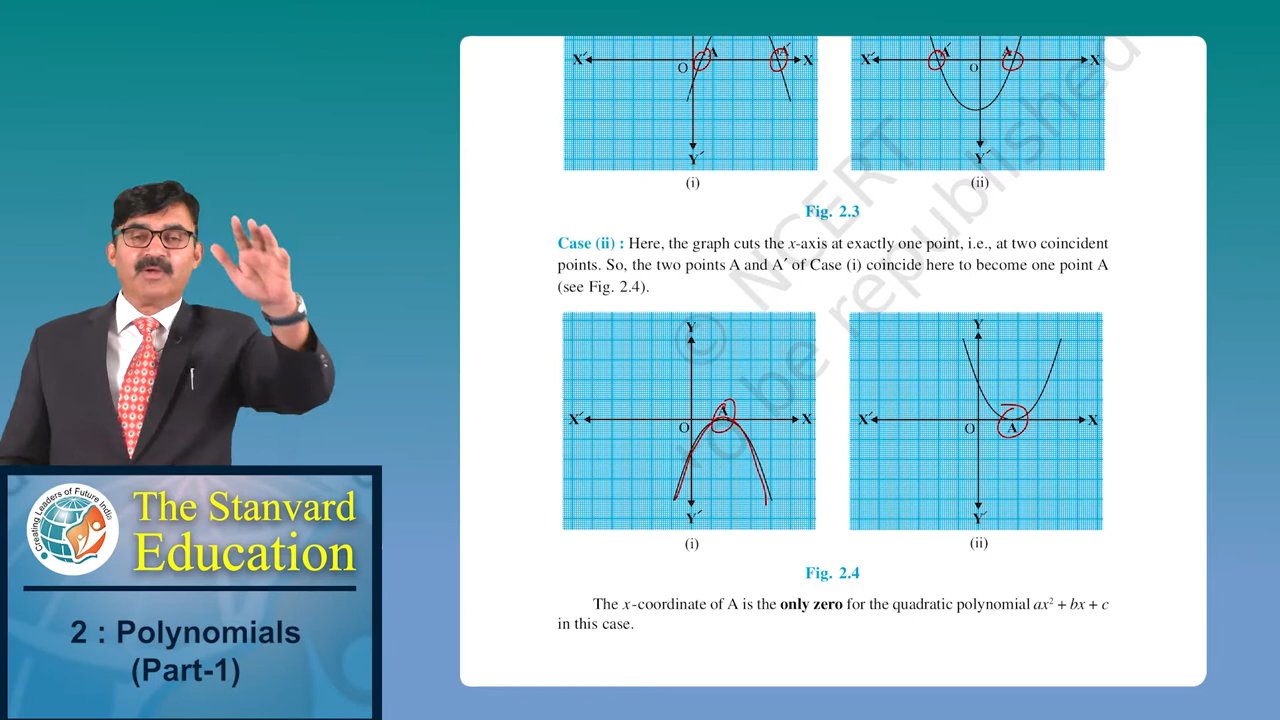 X′ O A A′ X
Y′
(i)
X′ A′ O A X
Y′
(ii)
Fig. 2.3
Case (ii) : Here, the graph cuts the x-axis at exactly one point, i.e., at two coincident
points. So, the two points A and A′ of Case (i) coincide here to become one point A
(see Fig. 2.4).
Y
A
X′ O X
Y′
(i)
Y
X′ O A X
Y′
(ii)
Fig. 2.4
The x-coordinate of A is the only zero for the quadratic polynomial ax² + bx + c
in this case.
© NCERT
be republished
Creating Leaders of Future India
The Stanvard
Education
2 : Polynomials
(Part-1)